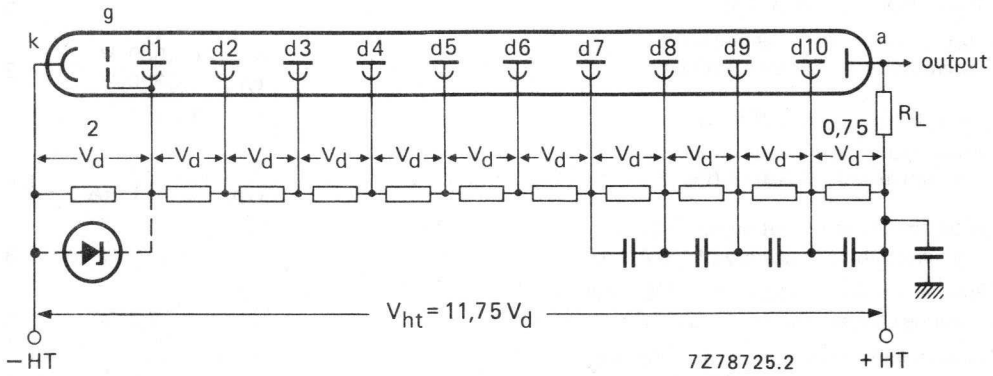 g
k
d1 d2 d3 d4 d5 d6 d7 d8 d9 d10
a
output
R_L
2 V_d
V_d V_d V_d V_d V_d V_d V_d V_d V_d
0,75 V_d
V_ht = 11,75 V_d
7Z78725.2
− HT
+ HT